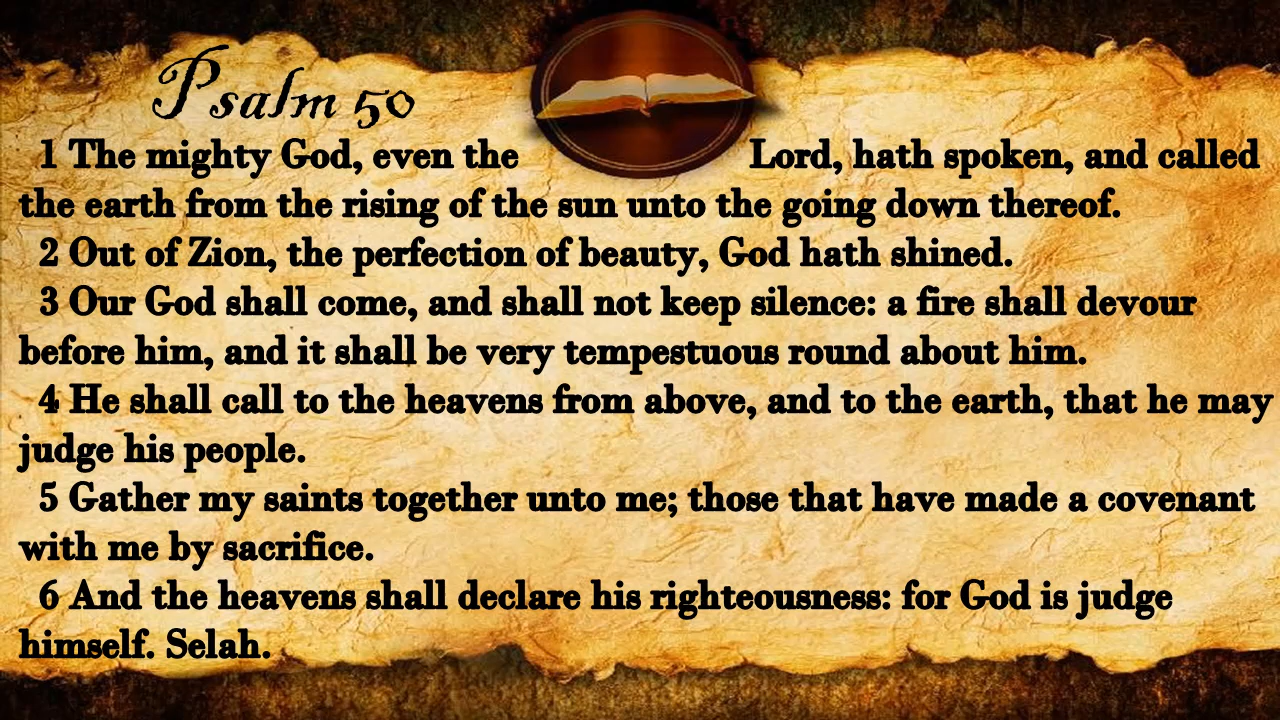 Psalm 50
1 The mighty God, even the Lord, hath spoken, and called
the earth from the rising of the sun unto the going down thereof.
2 Out of Zion, the perfection of beauty, God hath shined.
3 Our God shall come, and shall not keep silence: a fire shall devour
before him, and it shall be very tempestuous round about him.
4 He shall call to the heavens from above, and to the earth, that he may
judge his people.
5 Gather my saints together unto me; those that have made a covenant
with me by sacrifice.
6 And the heavens shall declare his righteousness: for God is judge
himself. Selah.